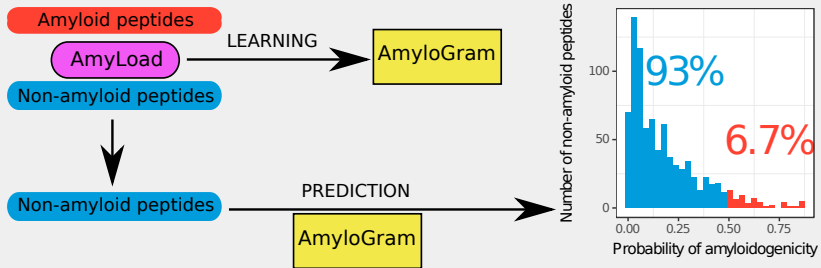 Amyloid peptides
AmyLoad
Non-amyloid peptides
LEARNING
AmyloGram
Non-amyloid peptides
PREDICTION
AmyloGram
Number of non-amyloid peptides
100
50
0
93%
6.7%
0.00 0.25 0.50 0.75
Probability of amyloidogenicity